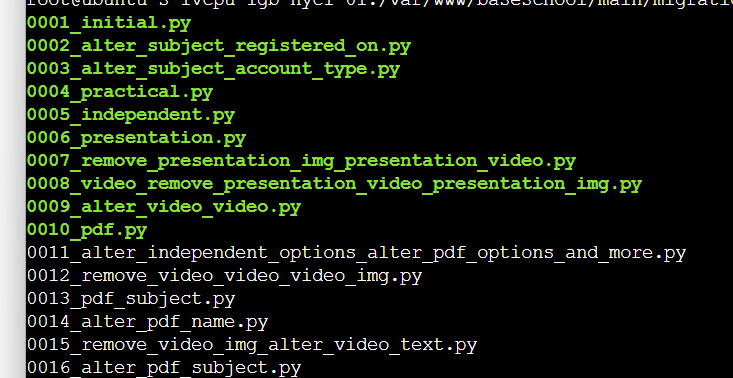 0001_initial.py
0002_alter_subject_registered_on.py
0003_alter_subject_account_type.py
0004_practical.py
0005_independent.py
0006_presentation.py
0007_remove_presentation_img_presentation_video.py
0008_video_remove_presentation_video_presentation_img.py
0009_alter_video_video.py
0010_pdf.py
0011_alter_independent_options_alter_pdf_options_and_more.py
0012_remove_video_video_video_img.py
0013_pdf_subject.py
0014_alter_pdf_name.py
0015_remove_video_img_alter_video_text.py
0016_alter_pdf_subject.py